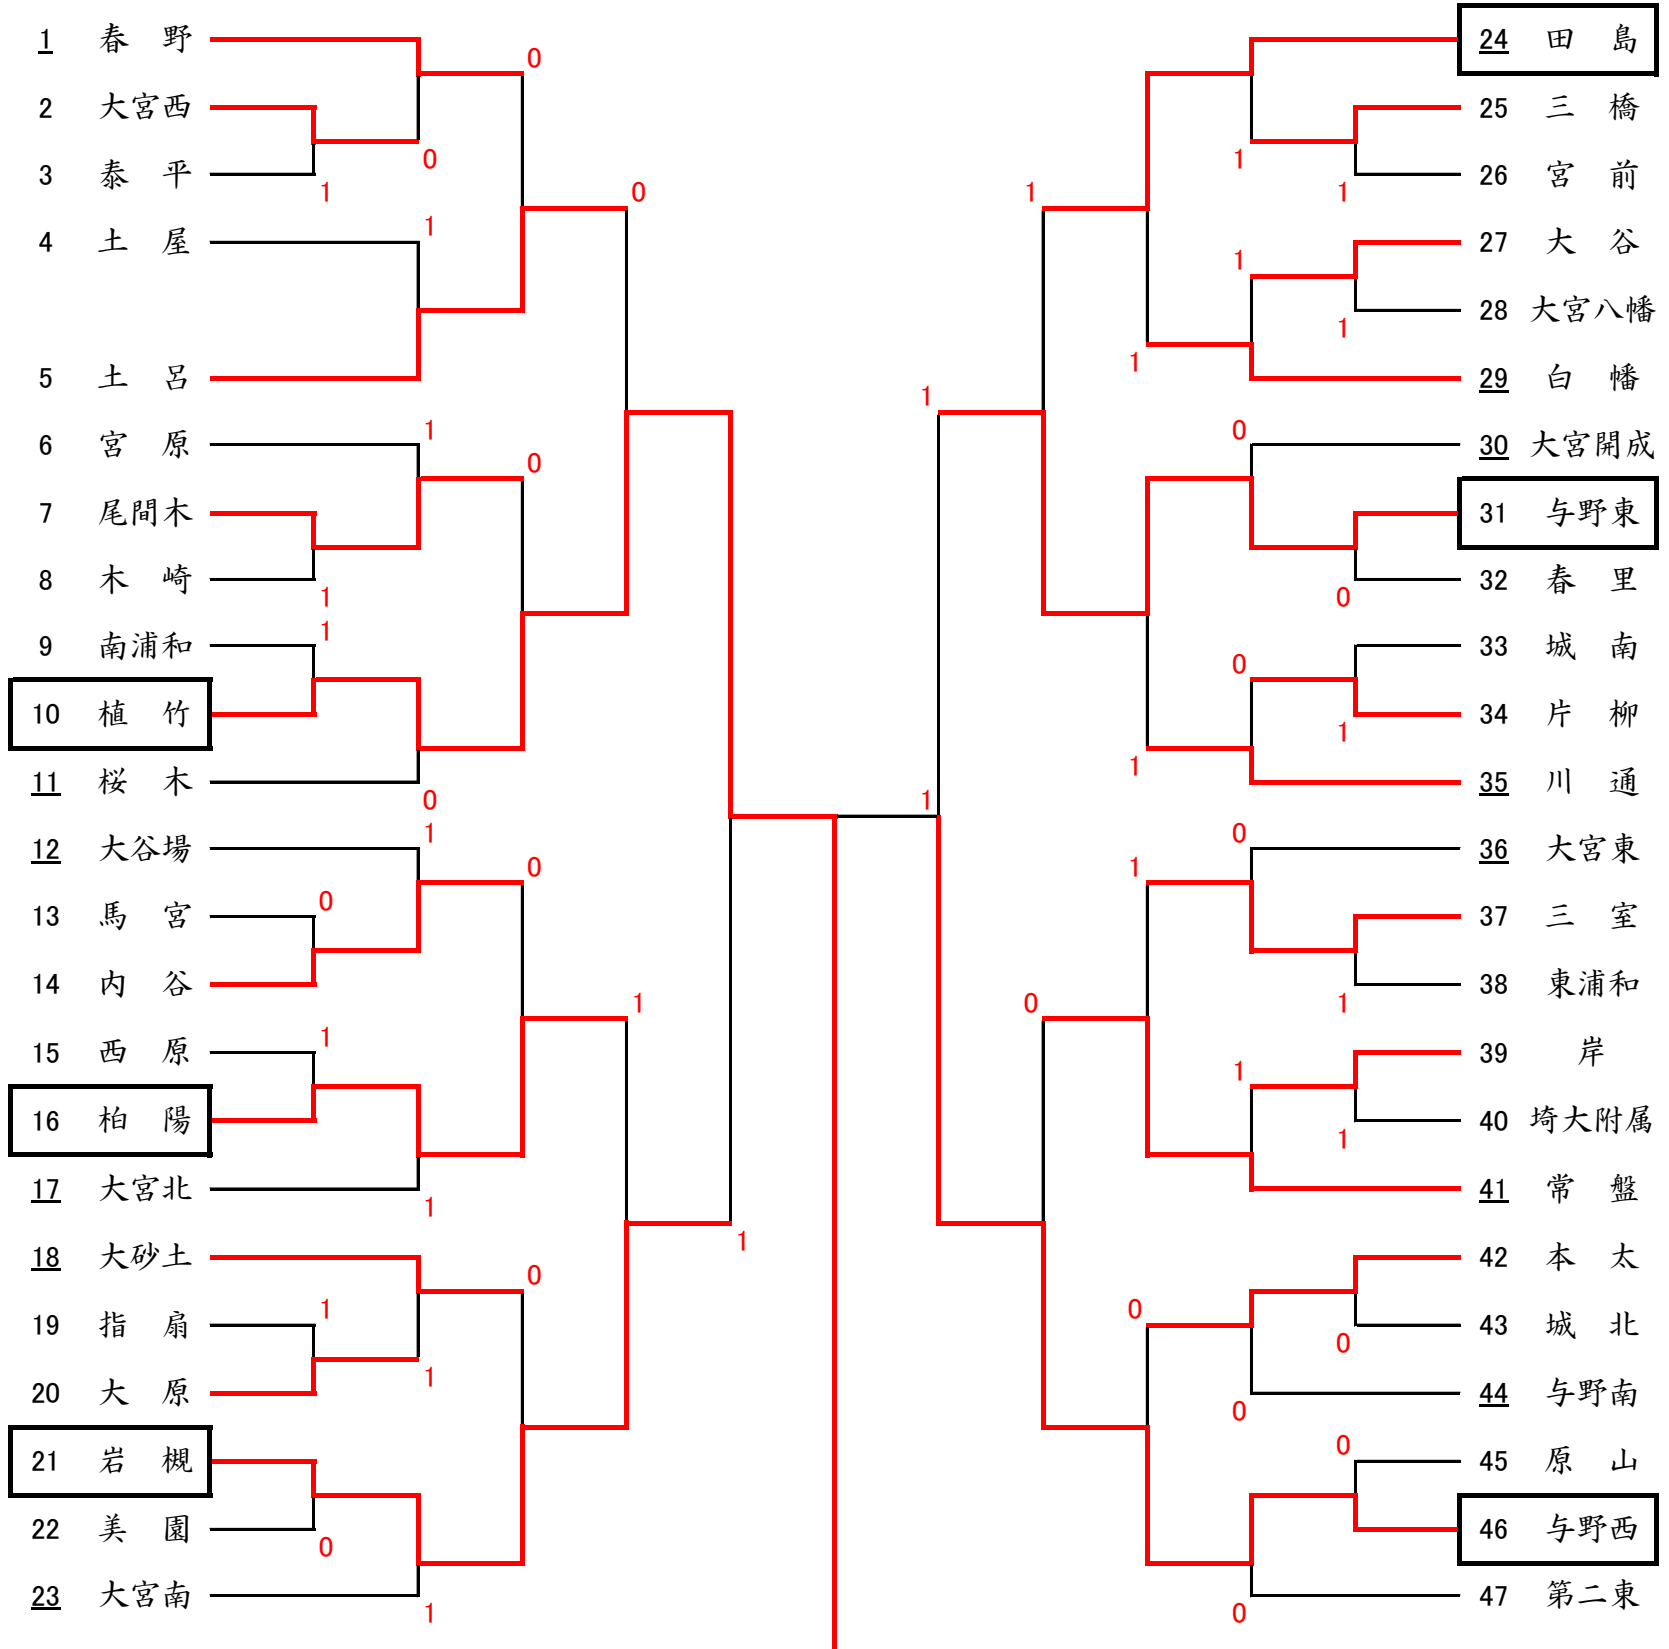 1 春 野
2 大宮西
3 泰 平
4 土 屋
5 土 呂
6 宮 原
7 尾間木
8 木 崎
9 南浦和
10 植 竹
11 桜 木
12 大谷場
13 馬 宮
14 内 谷
15 西 原
16 柏 陽
17 大宮北
18 大砂土
19 指 扇
20 大 原
21 岩 槻
22 美 園
23 大宮南
0
0
1
1
0
1
0
1
1
0
1
0
0
1
1
1
0
1
1
0
1
1
1
1
1
1
1
1
1
1
1
0
0
0
1
1
0
1
1
0
1
1
0
0
0
0
0
24 田 島
25 三 橋
26 宮 前
27 大 谷
28 大宮八幡
29 白 幡
30 大宮開成
31 与野東
32 春 里
33 城 南
34 片 柳
35 川 通
36 大宮東
37 三 室
38 東浦和
39 岸
40 埼大附属
41 常 盤
42 本 太
43 城 北
44 与野南
45 原 山
46 与野西
47 第二東